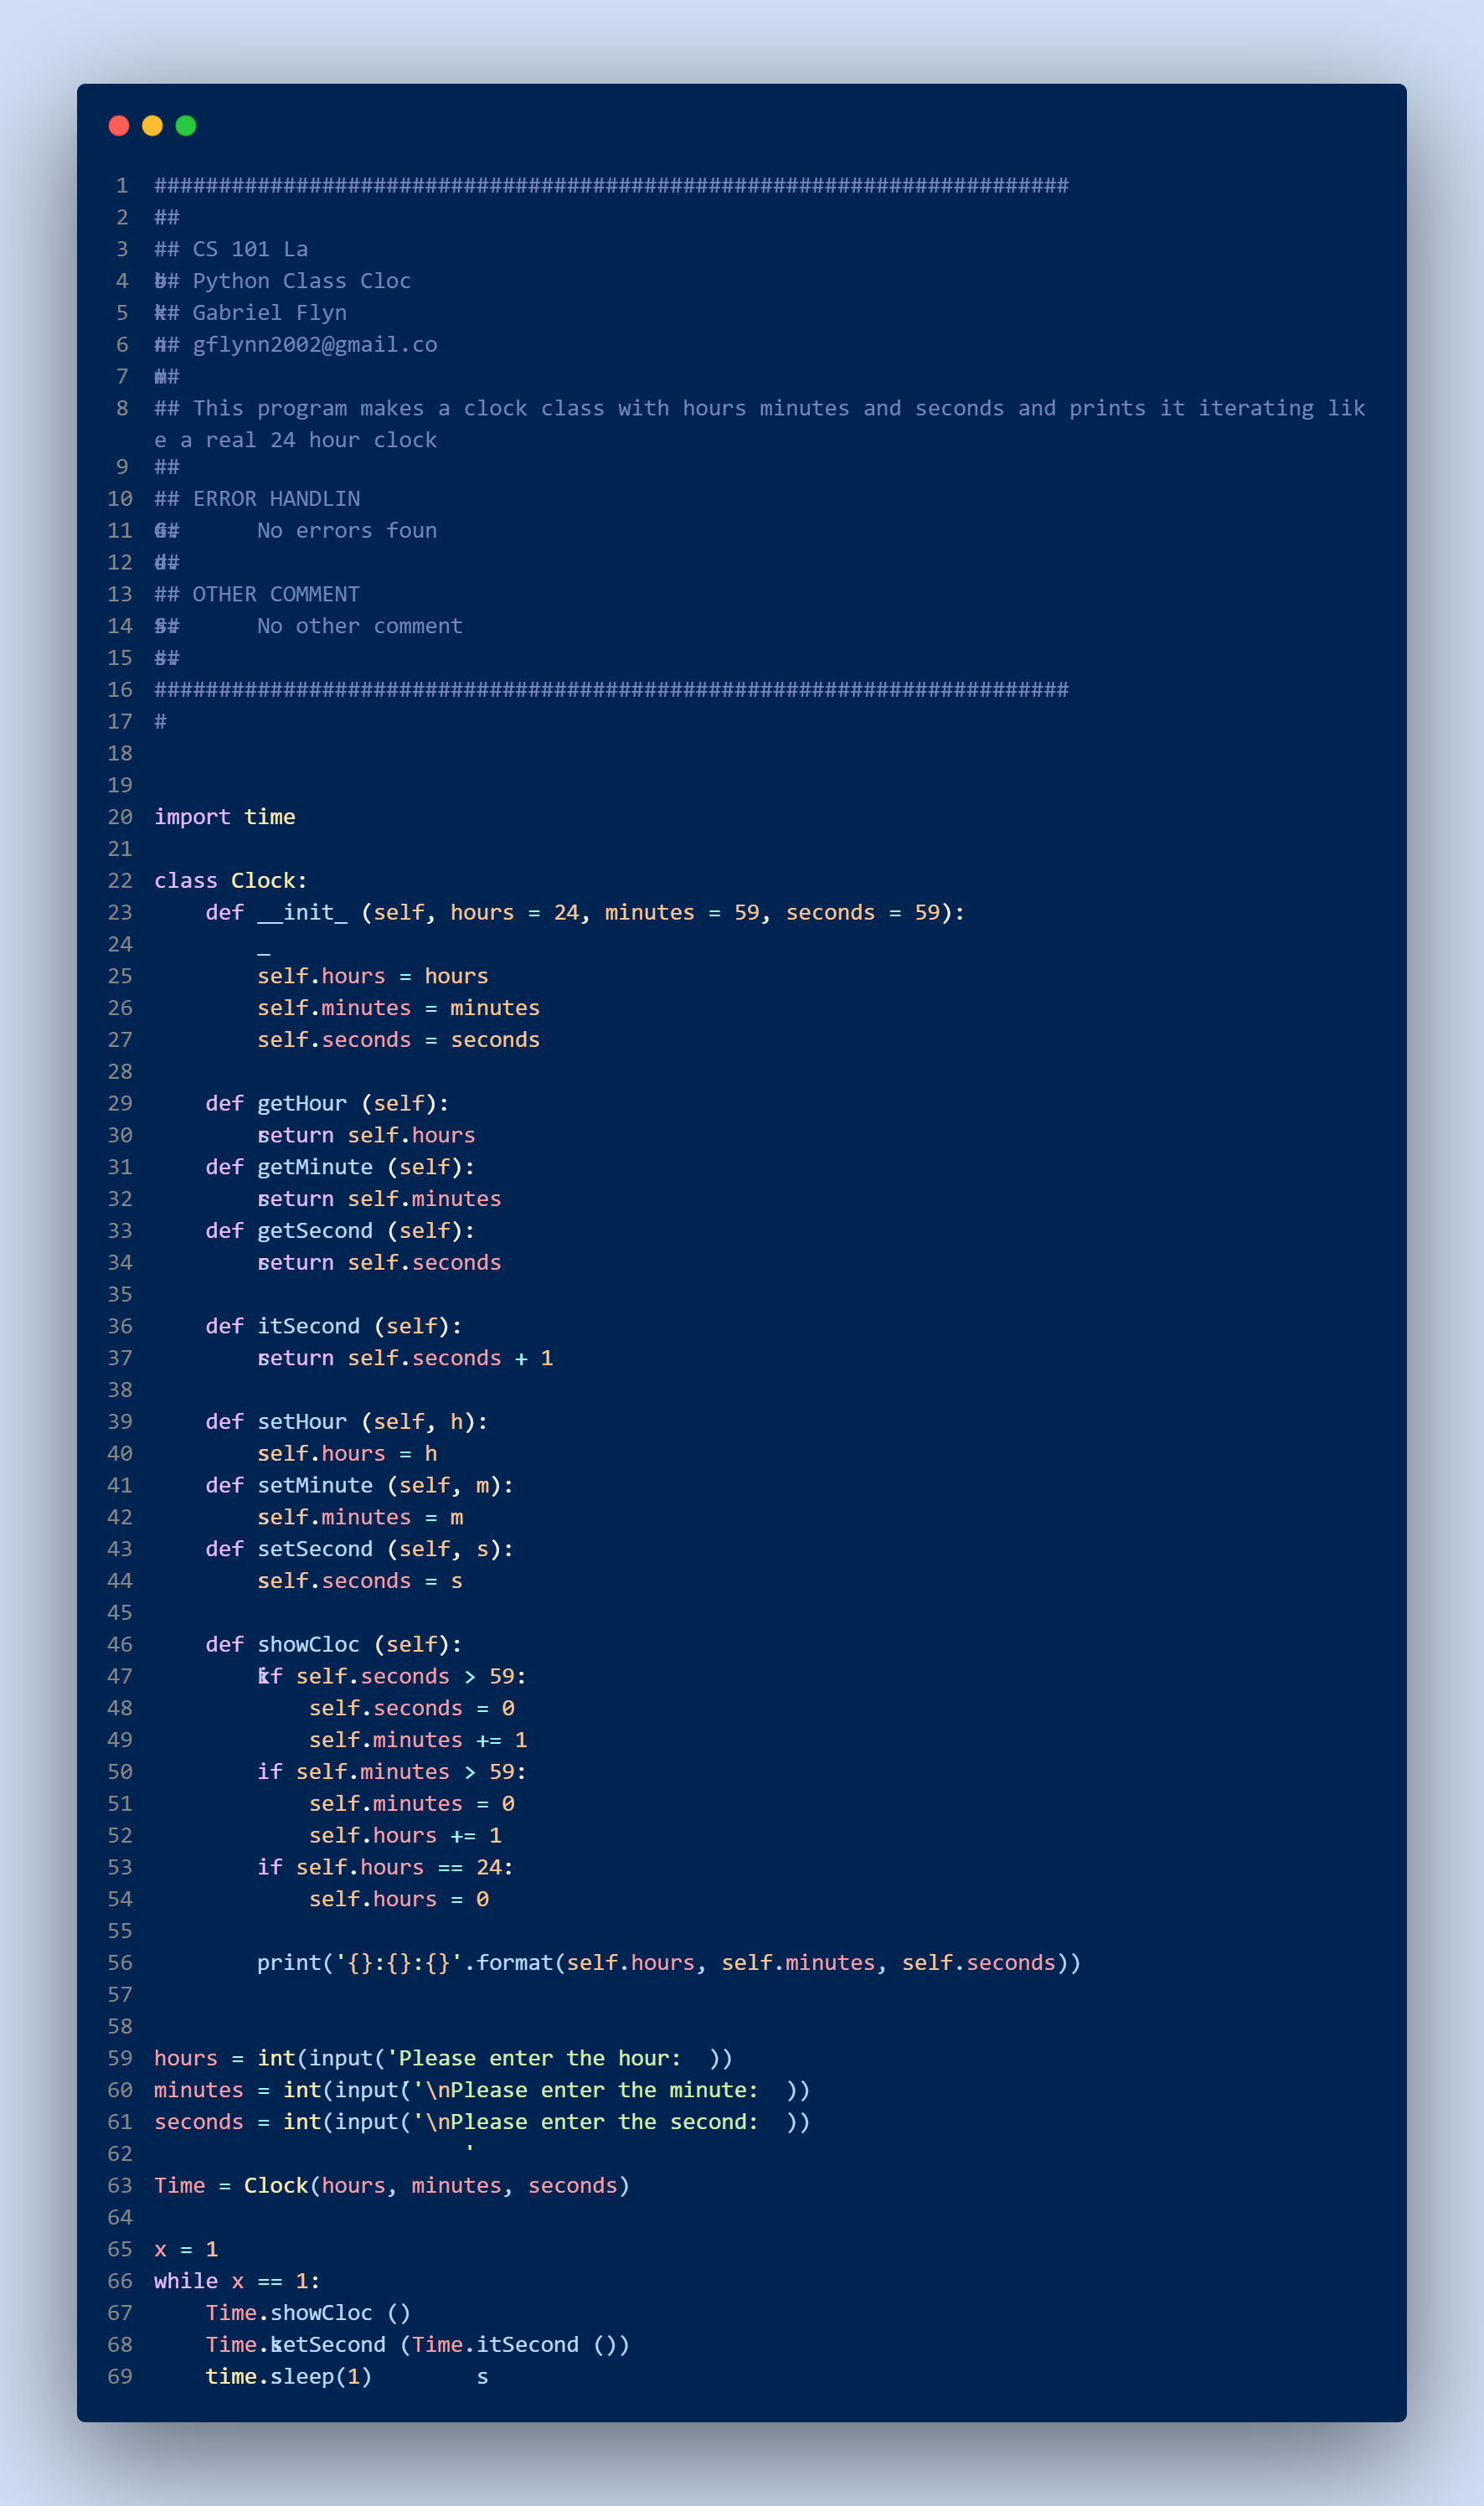 1 #######################################################################
2 ##
3 ## CS 101 La
4 ## Python Class Cloc
5 ## Gabriel Flyn
6 ## gflynn2002@gmail.co
7 ##
8 ## This program makes a clock class with hours minutes and seconds and prints it iterating lik
e a real 24 hour clock
9 ##
10 ## ERROR HANDLIN
11 ##      No errors foun
12 ##
13 ## OTHER COMMENT
14 ##      No other comment
15 ##
16 #######################################################################
17 #
18
19
20 import time
21
22 class Clock:
23     def __init_ (self, hours = 24, minutes = 59, seconds = 59):
24         _
25         self.hours = hours
26         self.minutes = minutes
27         self.seconds = seconds
28
29     def getHour (self):
30         return self.hours
31     def getMinute (self):
32         return self.minutes
33     def getSecond (self):
34         return self.seconds
35
36     def itSecond (self):
37         return self.seconds + 1
38
39     def setHour (self, h):
40         self.hours = h
41     def setMinute (self, m):
42         self.minutes = m
43     def setSecond (self, s):
44         self.seconds = s
45
46     def showCloc (self):
47         if self.seconds > 59:
48             self.seconds = 0
49             self.minutes += 1
50         if self.minutes > 59:
51             self.minutes = 0
52             self.hours += 1
53         if self.hours == 24:
54             self.hours = 0
55
56         print('{}:{}:{}'.format(self.hours, self.minutes, self.seconds))
57
58
59 hours = int(input('Please enter the hour:  ))
60 minutes = int(input('\nPlease enter the minute:  ))
61 seconds = int(input('\nPlease enter the second:  ))
62                         '
63 Time = Clock(hours, minutes, seconds)
64
65 x = 1
66 while x == 1:
67     Time.showCloc ()
68     Time.setSecond (Time.itSecond ())
69     time.sleep(1)        s